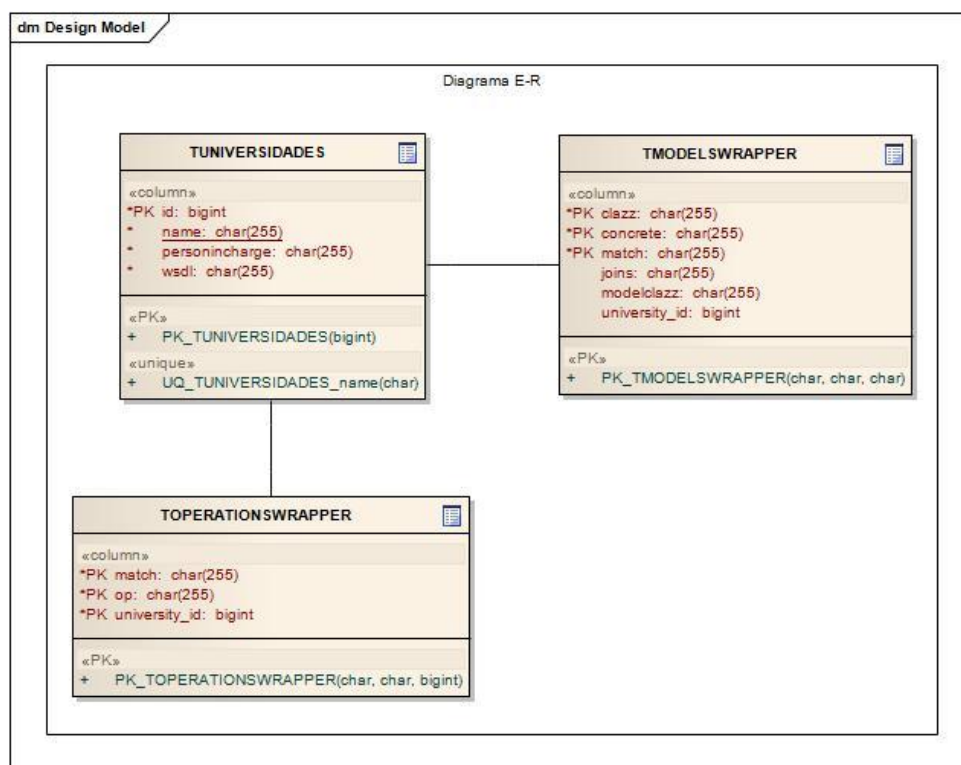 dm Design Model
Diagrama E-R
TUNIVERSIDADES
«column»
*PK id: bigint
* name: char(255)
* personincharge: char(255)
* wsdl: char(255)
«PK»
+ PK_TUNIVERSIDADES(bigint)
«unique»
+ UQ_TUNIVERSIDADES_name(char)
TMODELSWRAPPER
«column»
*PK clazz: char(255)
*PK concrete: char(255)
*PK match: char(255)
joins: char(255)
modelclazz: char(255)
university_id: bigint
«PK»
+ PK_TMODELSWRAPPER(char, char, char)
TOPERATIONSWRAPPER
«column»
*PK match: char(255)
*PK op: char(255)
*PK university_id: bigint
«PK»
+ PK_TOPERATIONSWRAPPER(char, char, bigint)